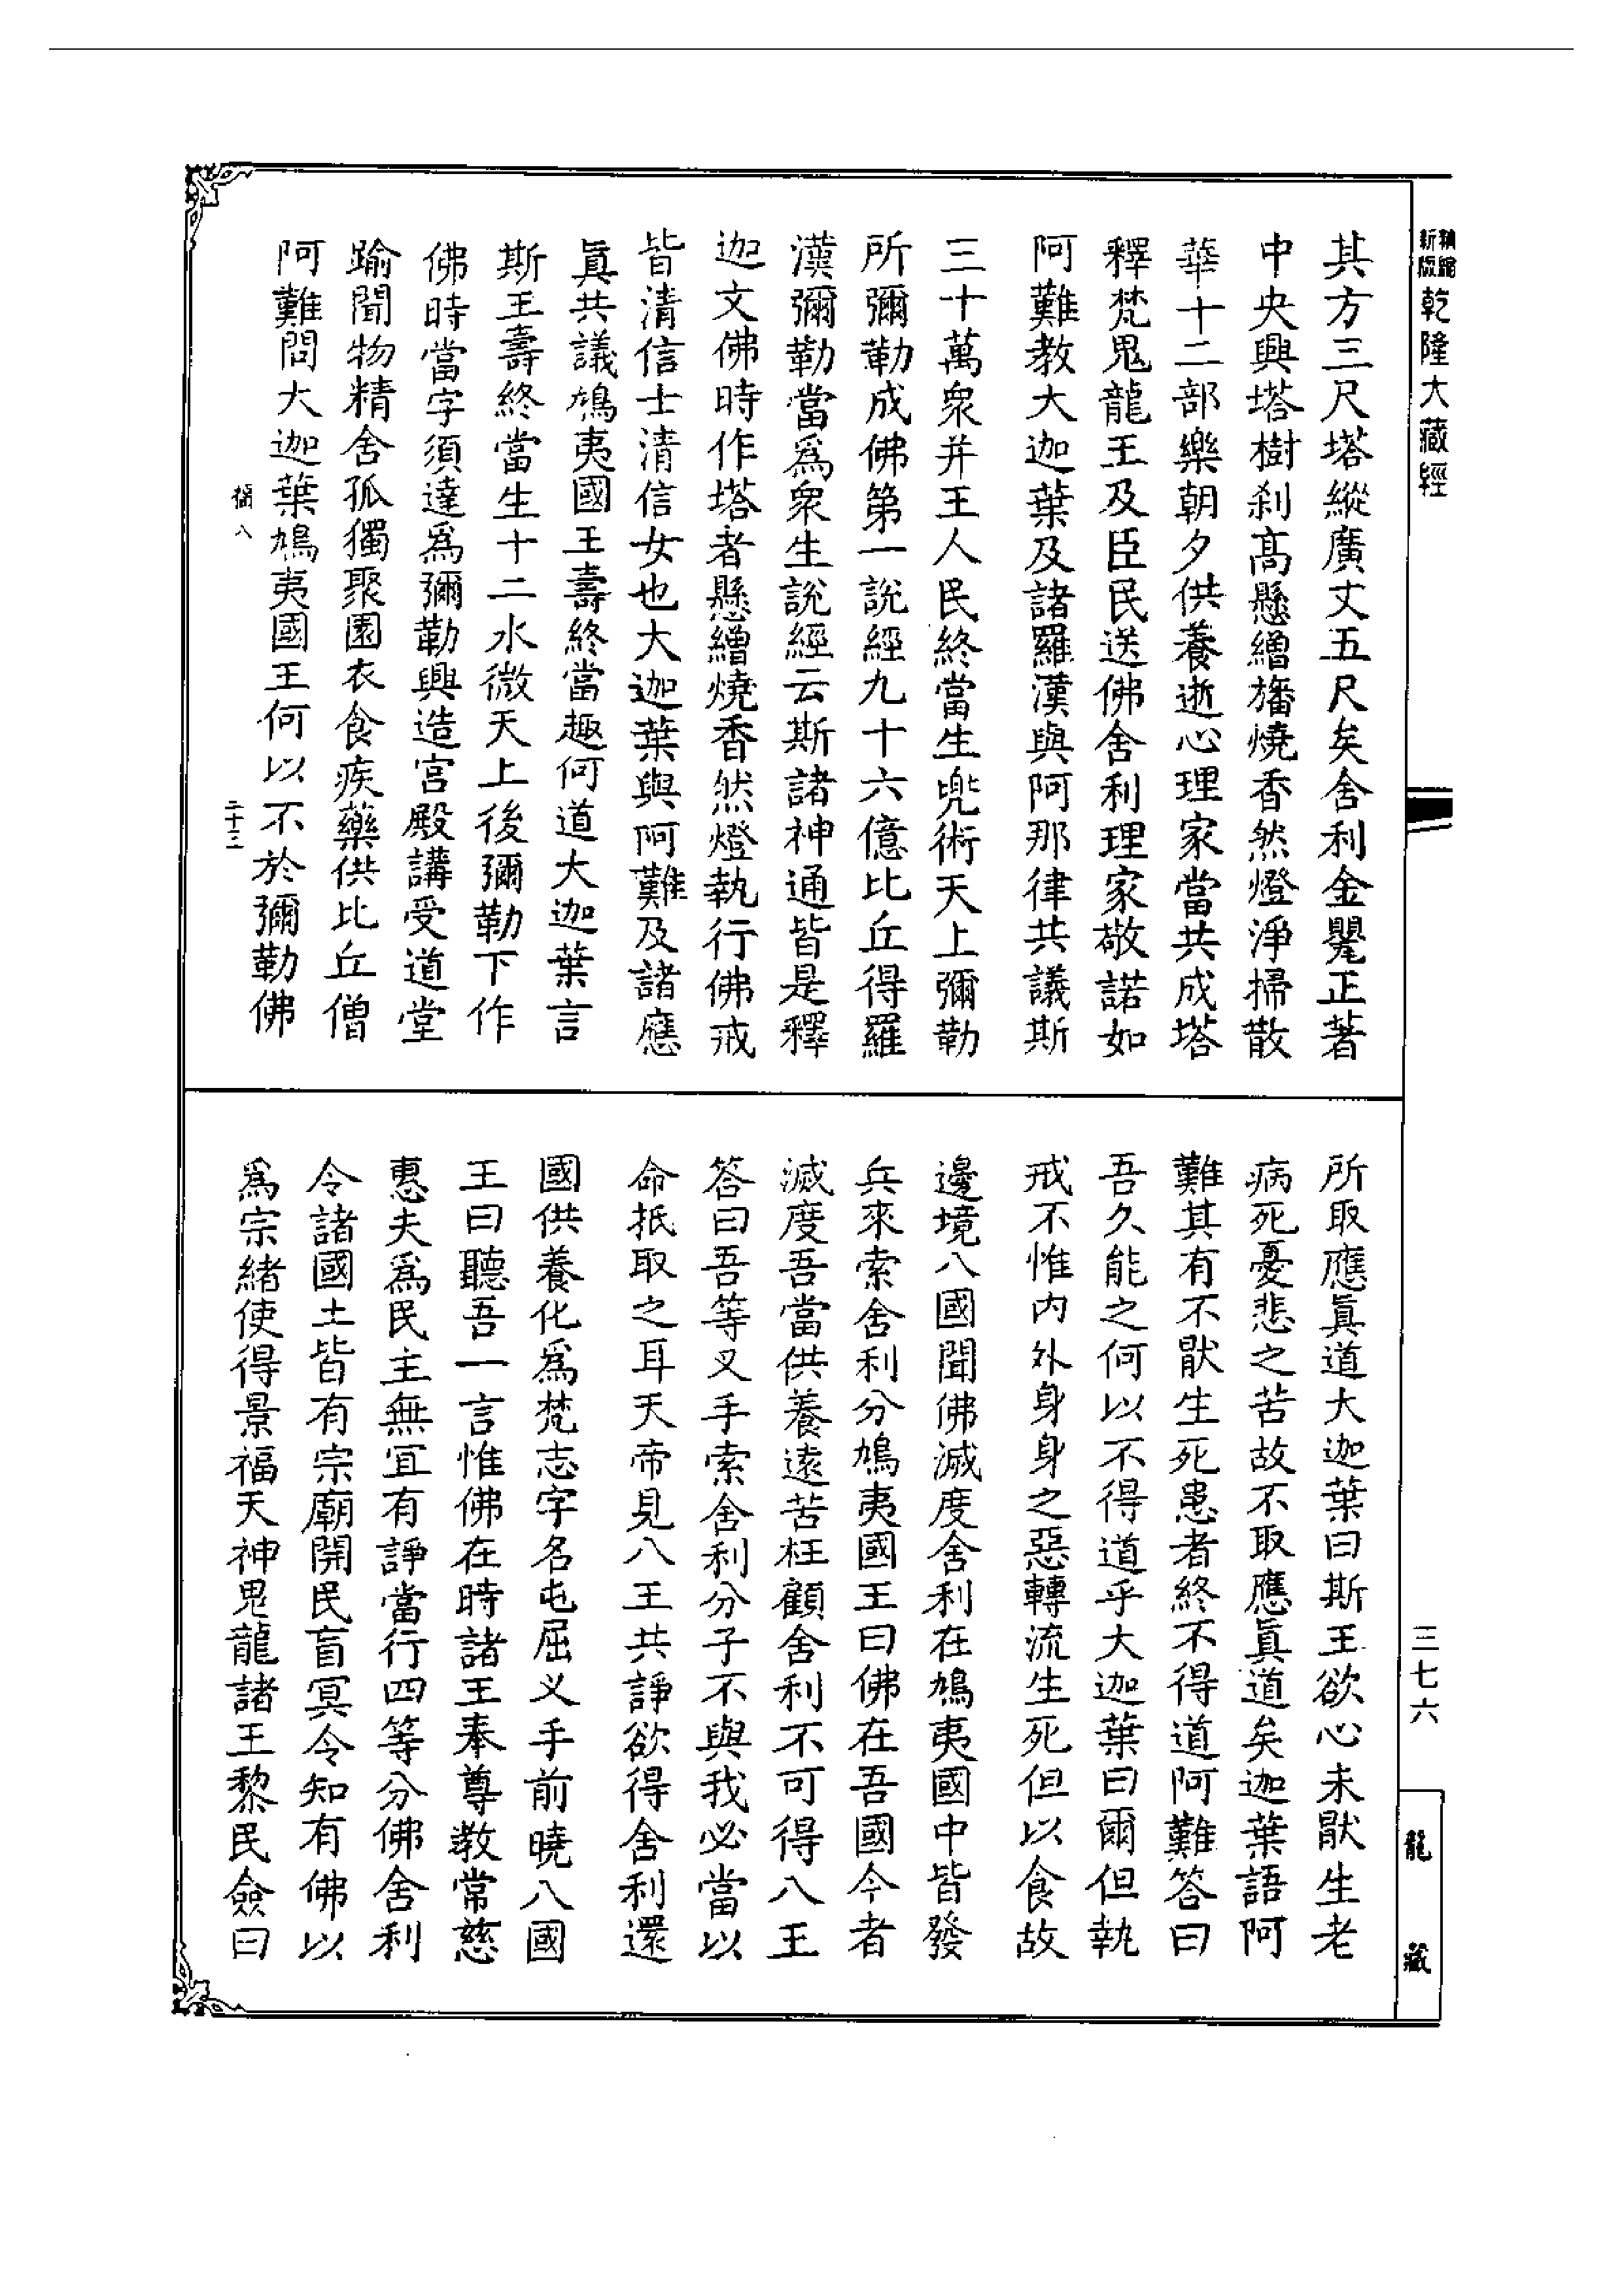 新版
精縮
乾隆大藏經
其方三尺塔縱廣丈五尺矣舍利金甖正著
中央興塔樹刹高懸繒旛燒香然燈淨掃散
華十二部樂朝夕供養逝心理家當共成塔
釋梵鬼龍王及臣民送佛舍利理家敬諾如
阿難教大迦葉及諸羅漢與阿那律共議斯
三十萬衆并王人民終當生兜術天上彌勒
所彌勒成佛第一說經九十六億比丘得羅
漢彌勒當爲衆生說經云斯諸神通皆是釋
迦文佛時作塔者懸繒燒香然燈執行佛戒
皆清信士清信女也大迦葉與阿難及諸應
眞共議鳩夷國王壽終當趣何道大迦葉言
斯王壽終當生十二水微天上後彌勒下作
佛時當字須達爲彌勒興造宮殿講受道堂
踰聞物精舍孤獨聚園衣食疾藥供比丘僧
阿難問大迦葉鳩夷國王何以不於彌勒佛
二十三
所取應眞道大迦葉曰斯王欲心未猒生老
病死憂悲之苦故不取應眞道矣迦葉語阿
難其有不猒生死患者終不得道阿難答曰
吾久能之何以不得道乎大迦葉曰爾但執
戒不惟內外身身之惡轉流生死但以食故
邊境八國聞佛滅度舍利在鳩夷國中皆發
兵來索舍利分鳩夷國王曰佛在吾國今者
滅度吾當供養遠苦枉顧舍利不可得八王
答曰吾等叉手索舍利分子不與我必當以
命抵取之耳天帝見八王共諍欲得舍利還
國供養化爲梵志字名屯屈义手前曉八國
王曰聽吾一言惟佛在時諸王奉尊教常慈
惠夫爲民主無宜有諍當行四等分佛舍利
令諸國土皆有宗廟開民盲冥令知有佛以
爲宗緒使得景福天神鬼龍諸王黎民僉曰
三七六
龍藏